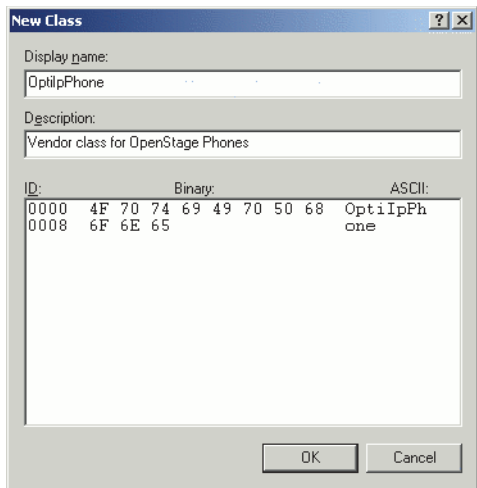 New Class
Display name:
OptiIpPhone
Description:
Vendor class for OpenStage Phones
ID: Binary: ASCII:
0000 4F 70 74 69 49 70 50 68 OptiIpPh
0008 6F 6E 65 one
OK Cancel